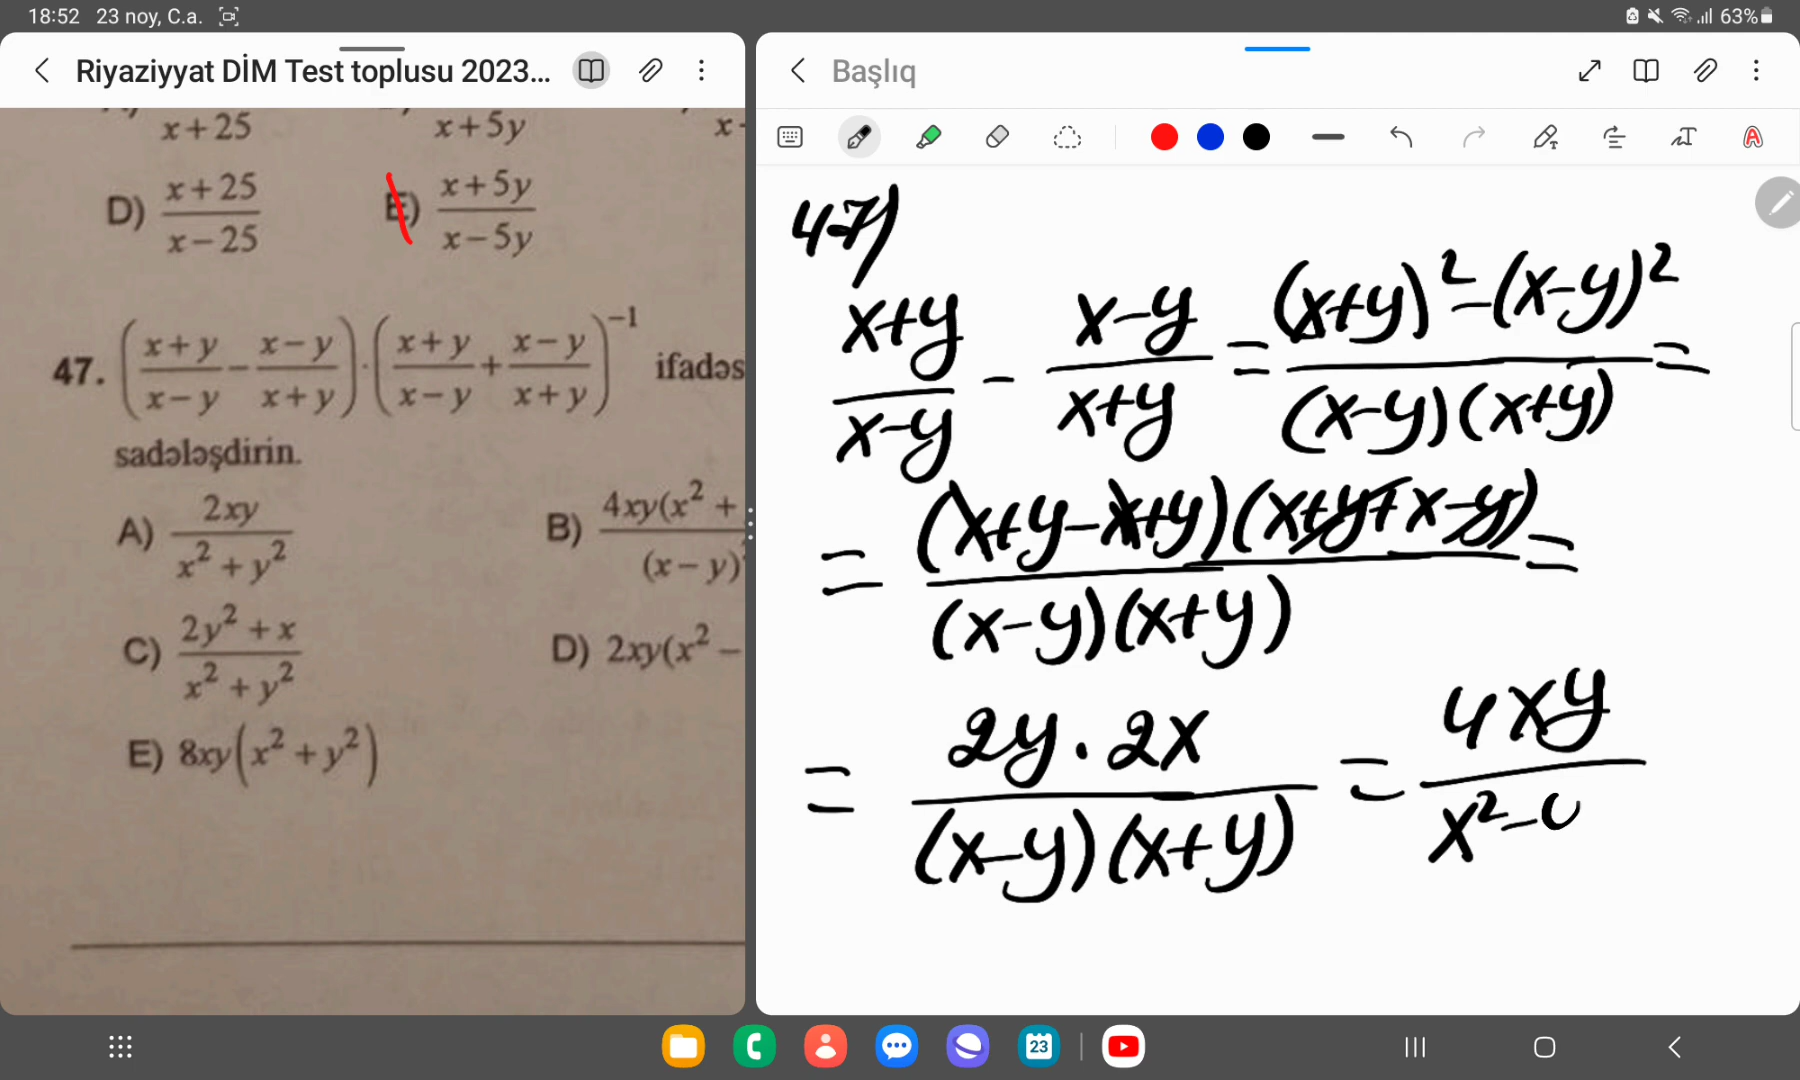 18:52 23 noy, C.a. 63%
Riyaziyyat DİM Test toplusu 2023...
x+25 x+5y x-
D) (x+25)/(x-25) E) (x+5y)/(x-5y)
47. ((x+y)/(x-y) - (x-y)/(x+y)) · ((x+y)/(x-y) + (x-y)/(x+y))⁻¹ ifadəs
sadələşdirin.
A) 2xy/(x²+y²) B) 4xy(x²+ / (x-y)
C) (2y²+x)/(x²+y²) D) 2xy(x²-
E) 8xy(x²+y²)
Başlıq
47)
(x+y)/(x-y) - (x-y)/(x+y) = ((x+y)²-(x-y)²)/((x-y)(x+y)) =
= ((x+y-x+y)(x+y+x-y))/((x-y)(x+y)) =
= (2y·2x)/((x-y)(x+y)) = 4xy/(x²-
23